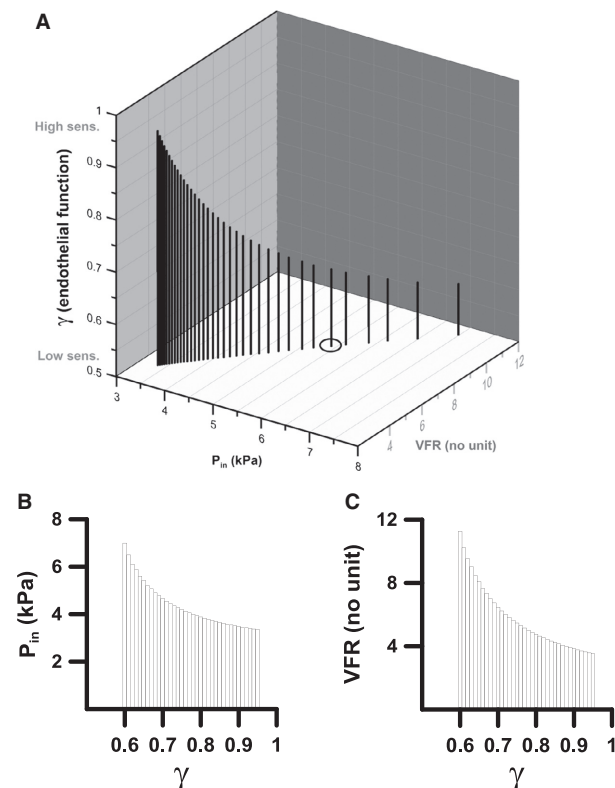 A
High sens.
Low sens.
γ (endothelial function)
1
0.9
0.8
0.7
0.6
0.5
3
4
5
6
7
8
P_in (kPa)
4
6
8
10
12
VFR (no unit)
B
P_in (kPa)
8
6
4
2
0.6 0.7 0.8 0.9 1
γ
C
VFR (no unit)
12
8
4
0.6 0.7 0.8 0.9 1
γ